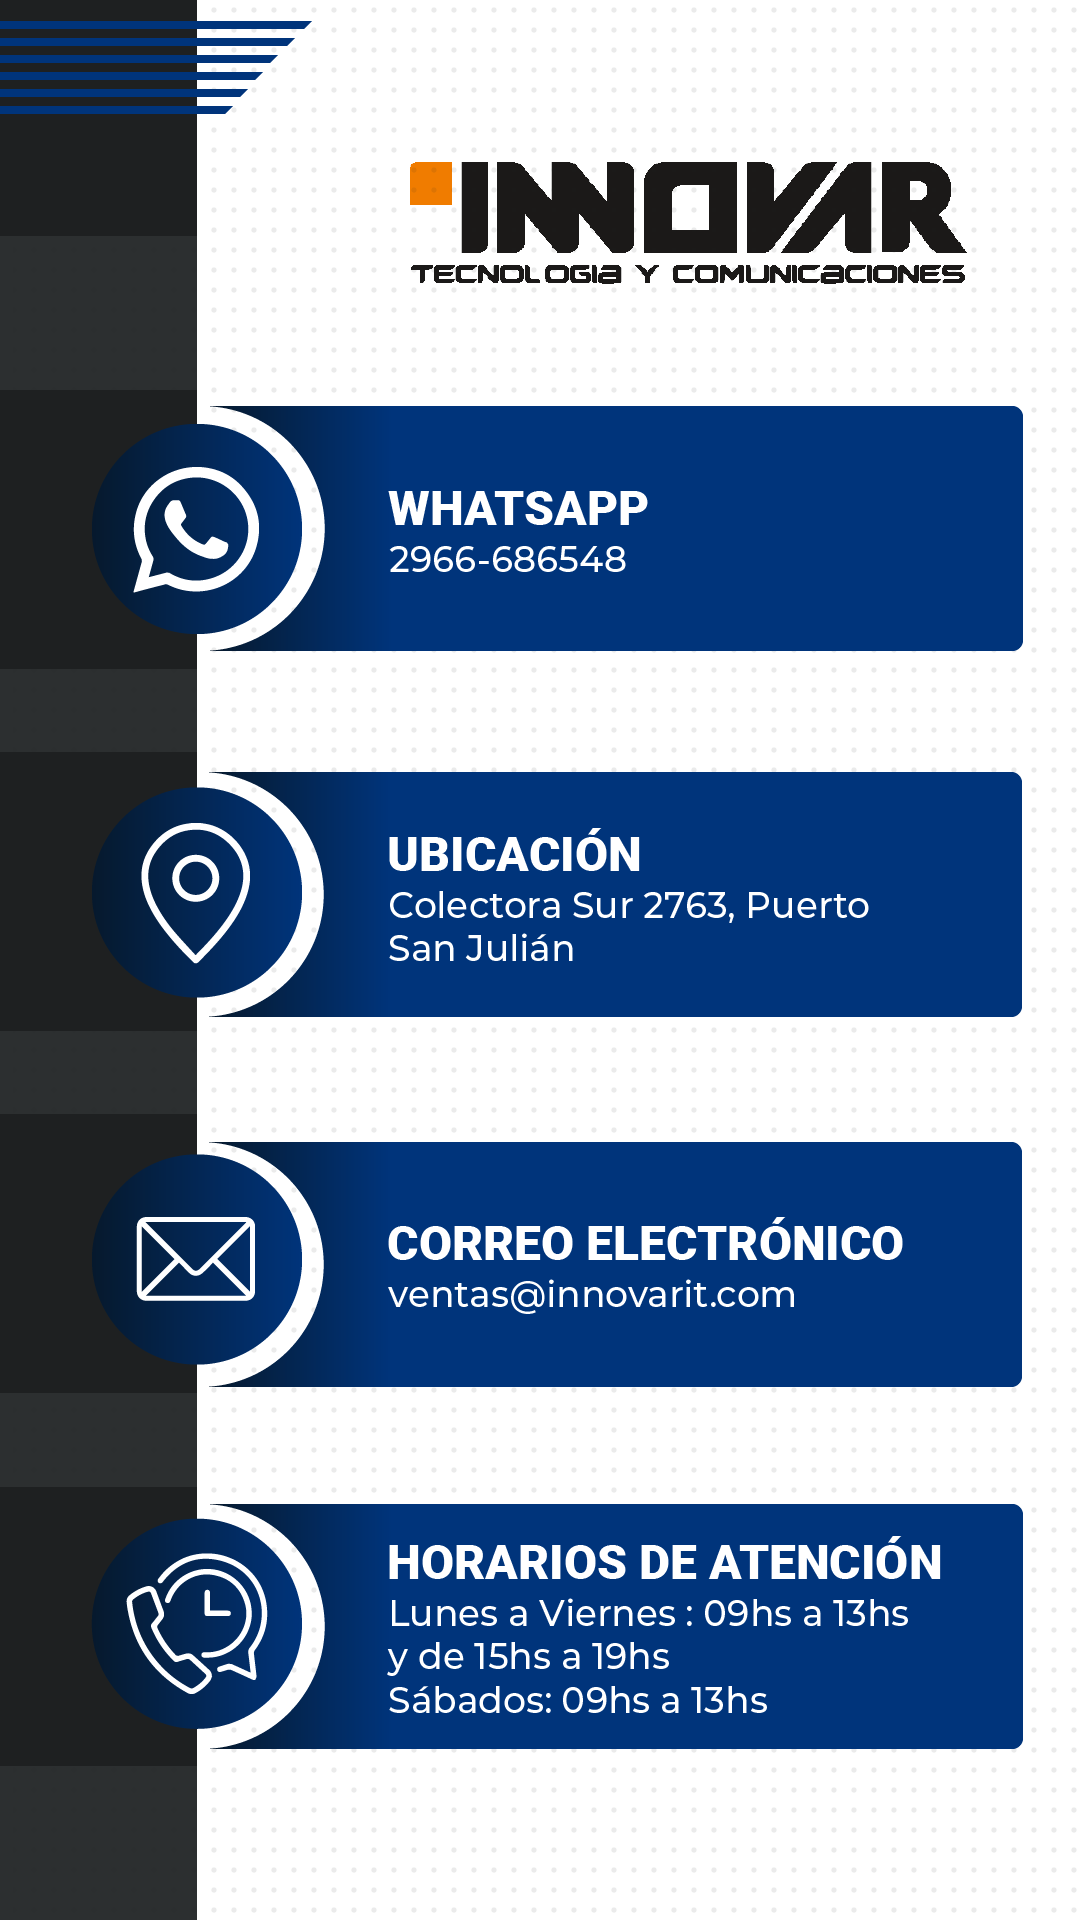 INNOVAR
TECNOLOGIA Y COMUNICACIONES
WHATSAPP
2966-686548
UBICACIÓN
Colectora Sur 2763, Puerto
San Julián
CORREO ELECTRÓNICO
ventas@innovarit.com
HORARIOS DE ATENCIÓN
Lunes a Viernes : 09hs a 13hs
y de 15hs a 19hs
Sábados: 09hs a 13hs